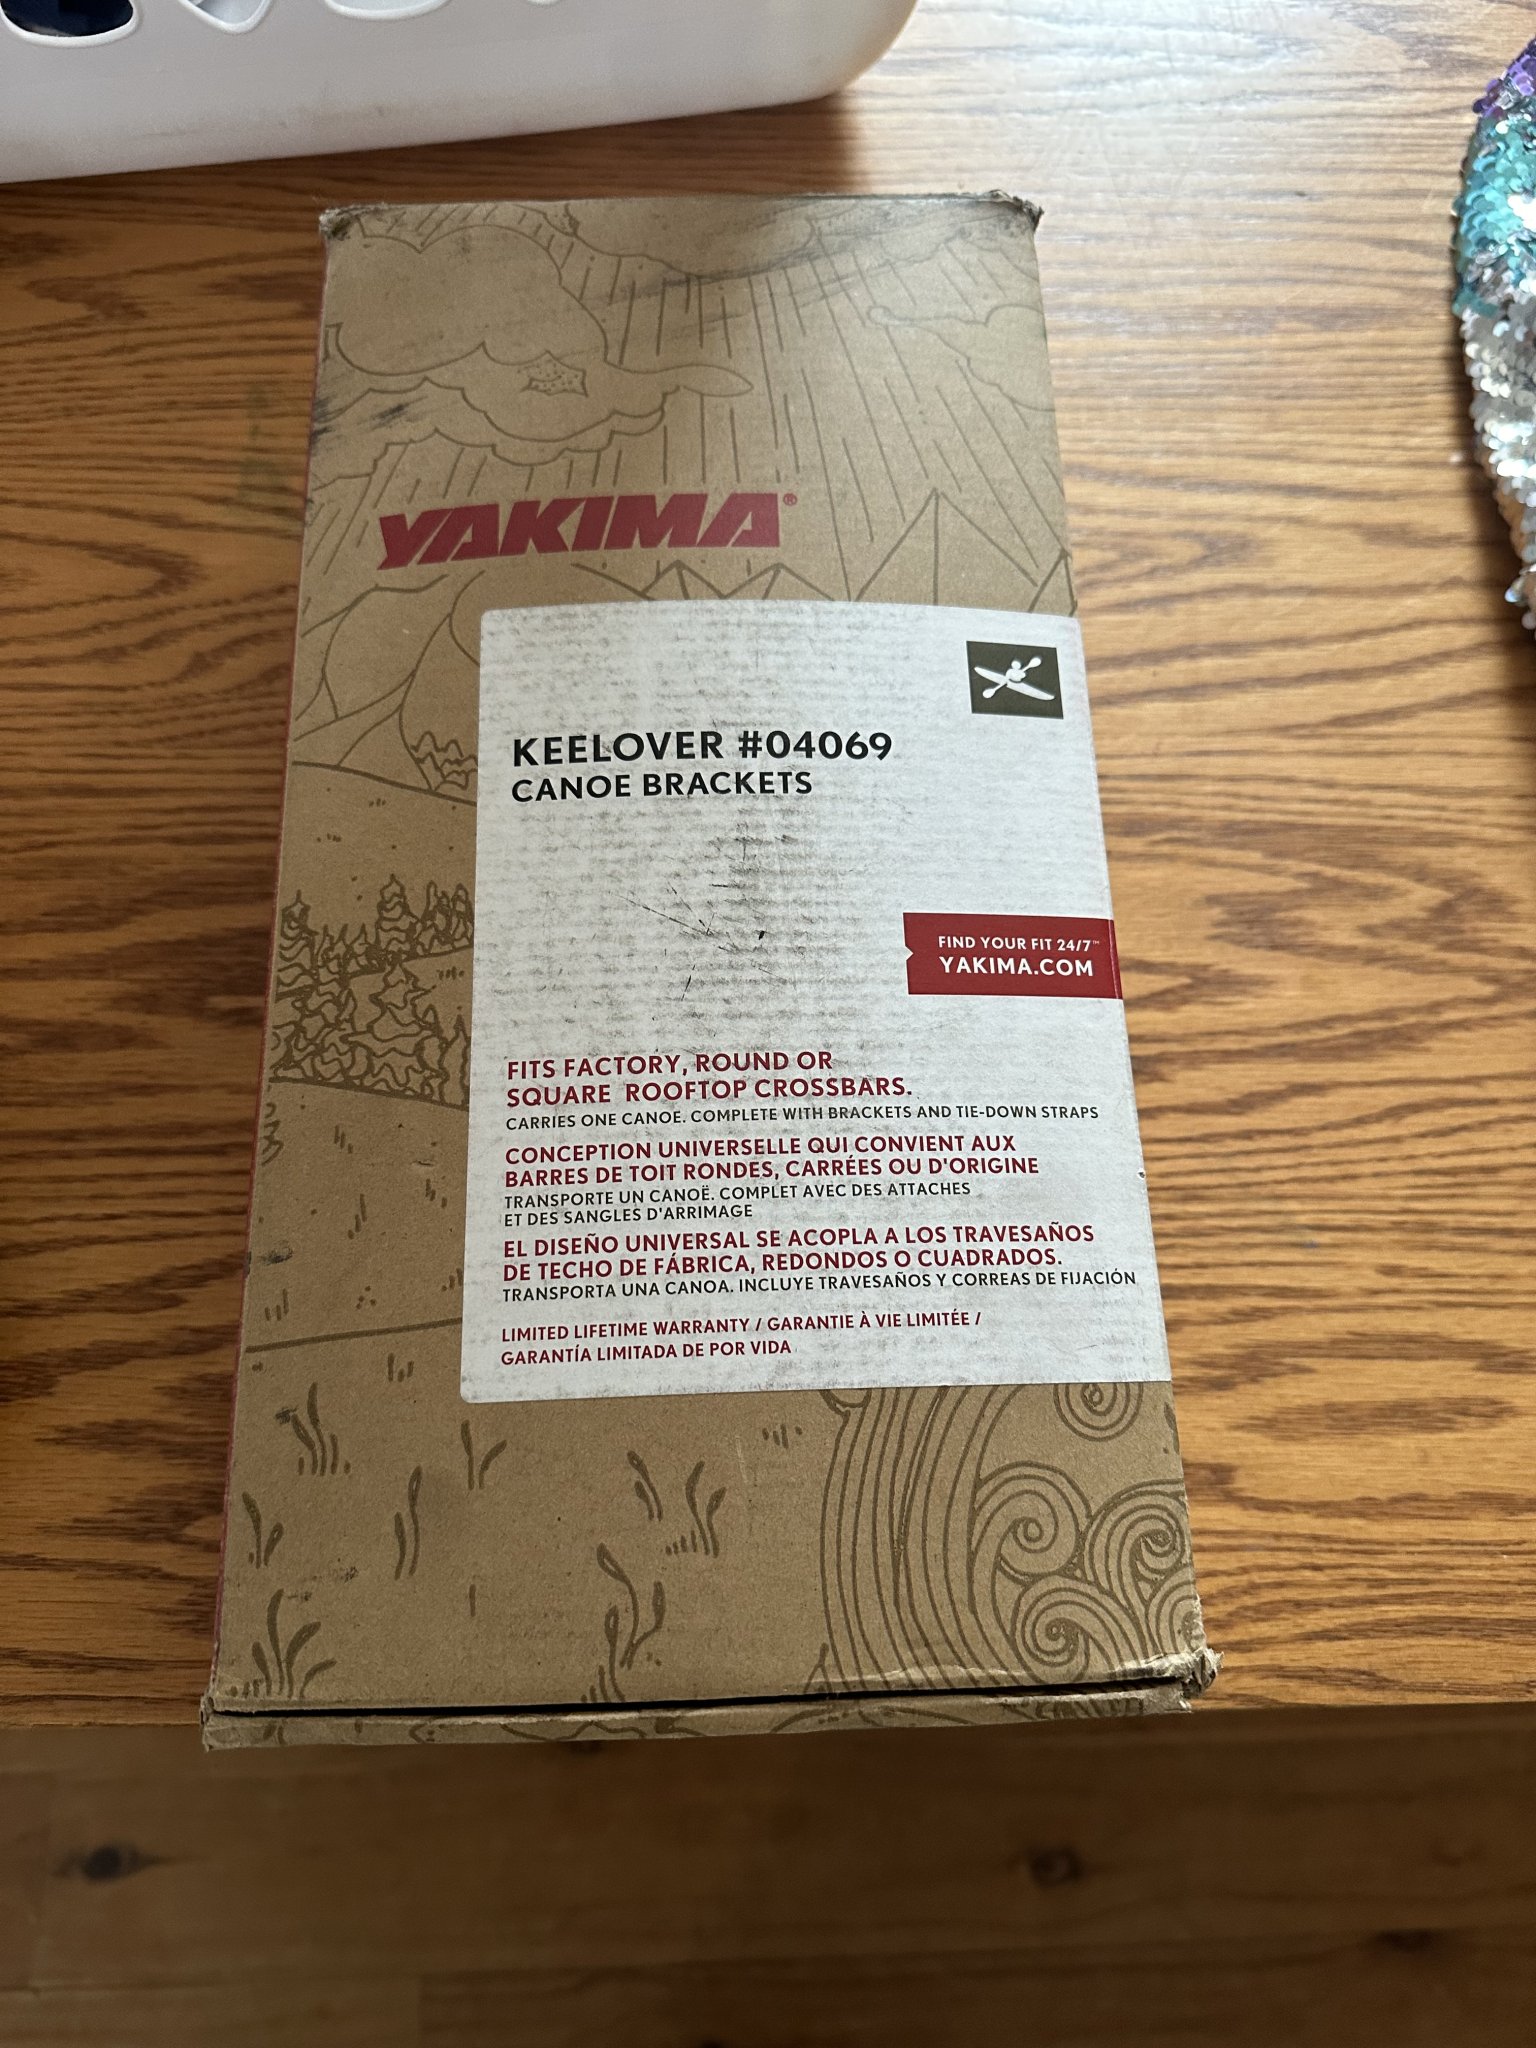 YAKIMA®
KEELOVER #04069
CANOE BRACKETS
FIND YOUR FIT 24/7™
YAKIMA.COM
FITS FACTORY, ROUND OR
SQUARE ROOFTOP CROSSBARS.
CARRIES ONE CANOE. COMPLETE WITH BRACKETS AND TIE-DOWN STRAPS
CONCEPTION UNIVERSELLE QUI CONVIENT AUX
BARRES DE TOIT RONDES, CARRÉES OU D'ORIGINE
TRANSPORTE UN CANOË. COMPLET AVEC DES ATTACHES
ET DES SANGLES D'ARRIMAGE
EL DISEÑO UNIVERSAL SE ACOPLA A LOS TRAVESAÑOS
DE TECHO DE FÁBRICA, REDONDOS O CUADRADOS.
TRANSPORTA UNA CANOA. INCLUYE TRAVESAÑOS Y CORREAS DE FIJACIÓN
LIMITED LIFETIME WARRANTY / GARANTIE À VIE LIMITÉE /
GARANTÍA LIMITADA DE POR VIDA